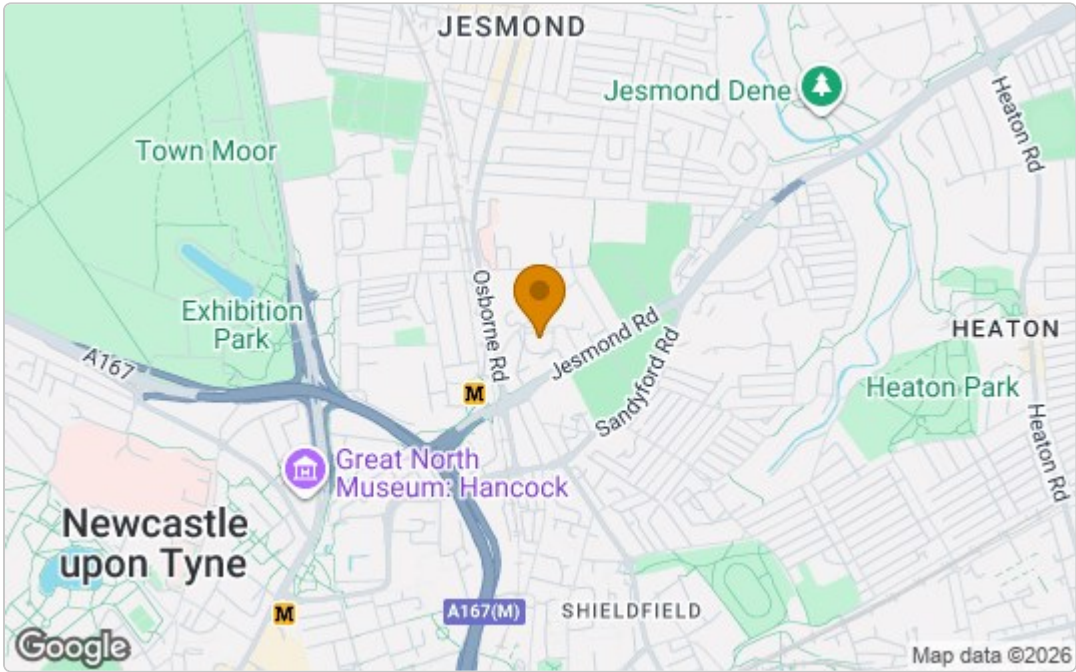 JESMOND
Jesmond Dene
Heaton Rd
Town Moor
Osborne Rd
Exhibition
Park
Jesmond Rd
HEATON
A167
Sandyford Rd
Heaton Park
M
Heaton Rd
Great North
Museum: Hancock
Newcastle
upon Tyne
M
A167(M)
SHIELDFIELD
Google
Map data ©2026